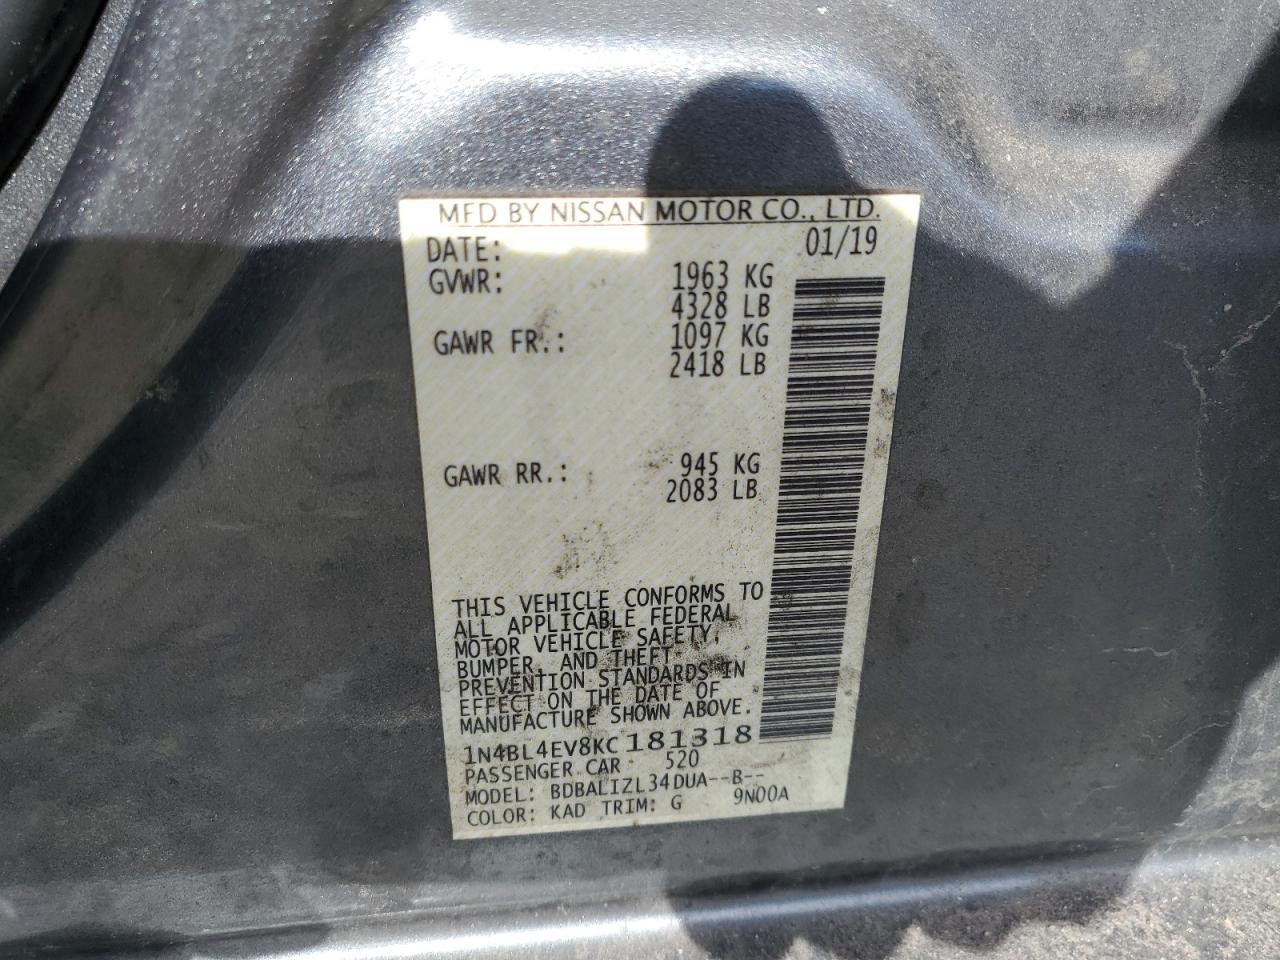 MFD BY NISSAN MOTOR CO., LTD.
DATE: 01/19
GVWR: 1963 KG
4328 LB
GAWR FR.: 1097 KG
2418 LB
GAWR RR.: 945 KG
2083 LB
THIS VEHICLE CONFORMS TO
ALL APPLICABLE FEDERAL
MOTOR VEHICLE SAFETY,
BUMPER, AND THEFT
PREVENTION STANDARDS IN
EFFECT ON THE DATE OF
MANUFACTURE SHOWN ABOVE.
1N4BL4EV8KC181318
PASSENGER CAR 520
MODEL: BDBALIZL34DUA--B--
COLOR: KAD TRIM: G 9N00A